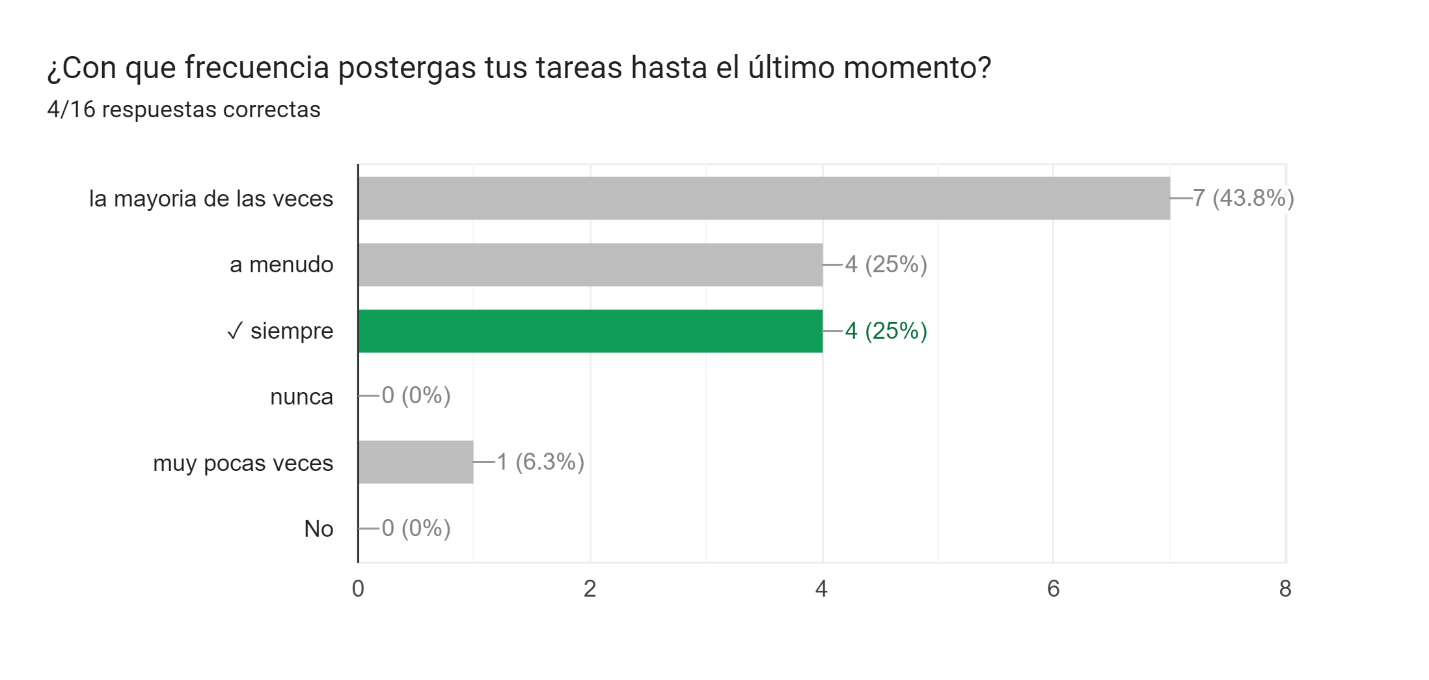 ¿Con que frecuencia postergas tus tareas hasta el último momento?
4/16 respuestas correctas
la mayoria de las veces 7 (43.8%)
a menudo 4 (25%)
✓ siempre 4 (25%)
nunca 0 (0%)
muy pocas veces 1 (6.3%)
No 0 (0%)
0 2 4 6 8